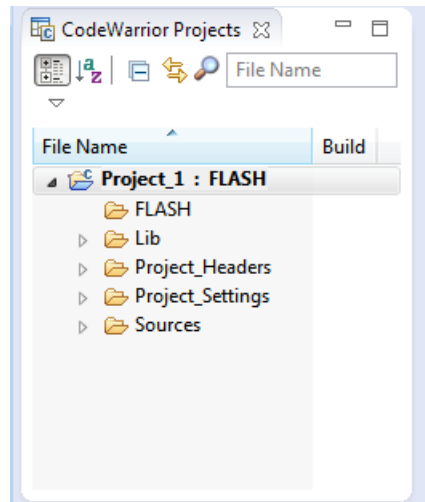 CodeWarrior Projects
File Name
File Name Build
Project_1 : FLASH
FLASH
Lib
Project_Headers
Project_Settings
Sources